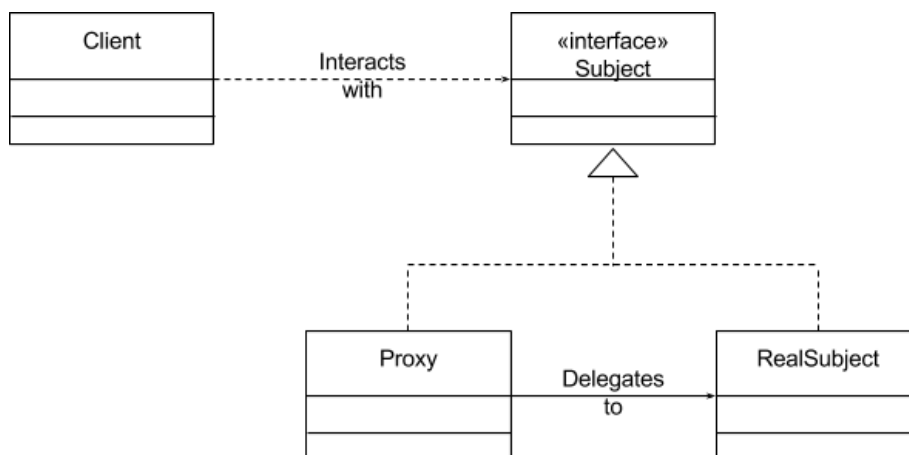 Client
«interface»
Subject
Interacts
with
Proxy
RealSubject
Delegates
to